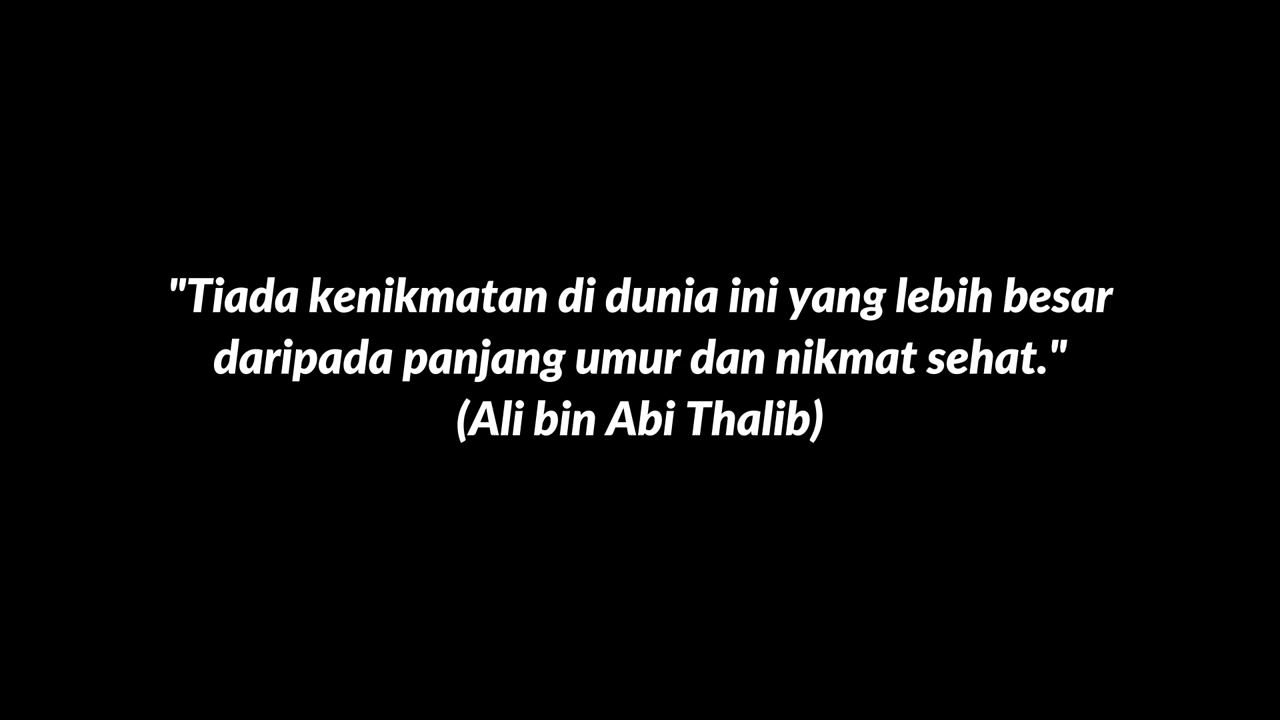 "Tiada kenikmatan di dunia ini yang lebih besar
daripada panjang umur dan nikmat sehat."
(Ali bin Abi Thalib)